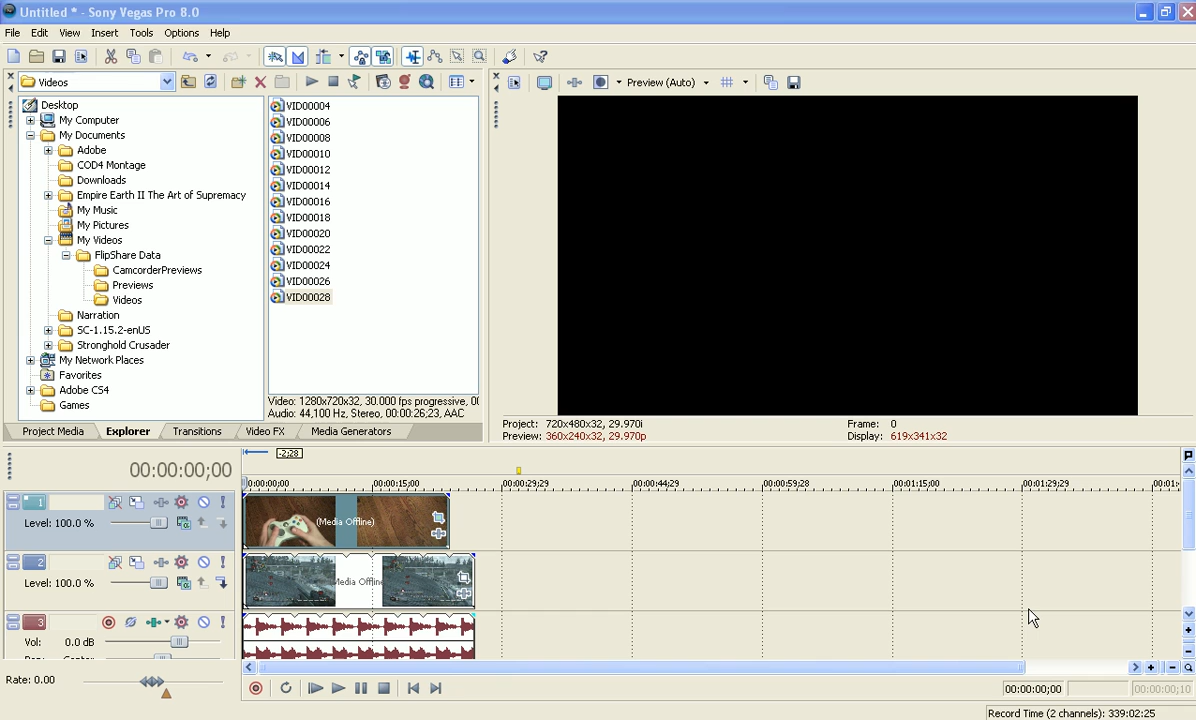 Untitled * - Sony Vegas Pro 8.0
File Edit View Insert Tools Options Help
Videos
Preview (Auto)
Desktop
My Computer
My Documents
Adobe
COD4 Montage
Downloads
Empire Earth II The Art of Supremacy
My Music
My Pictures
My Videos
FlipShare Data
CamcorderPreviews
Previews
Videos
Narration
SC-1.15.2-enUS
Stronghold Crusader
My Network Places
Favorites
Adobe CS4
Games
VID00004
VID00006
VID00008
VID00010
VID00012
VID00014
VID00016
VID00018
VID00020
VID00022
VID00024
VID00026
VID00028
Video: 1280x720x32, 30.000 fps progressive, 00
Audio: 44,100 Hz, Stereo, 00:00:26;23, AAC
Project Media Explorer Transitions Video FX Media Generators
Project: 720x480x32, 29.970i
Preview: 360x240x32, 29.970p
Frame: 0
Display: 619x341x32
00:00:00;00
-2;28
00:00:00;00 00:00:15;00 00:00:29;29 00:00:44;29 00:00:59;28 00:01:15;00 00:01:29;29 00:01:
1
Level: 100.0 %
(Media Offline)
2
Level: 100.0 %
Media Offline
3
Vol: 0.0 dB
Rate: 0.00
00:00:00;00
00:00:00;10
Record Time (2 channels): 339:02:25